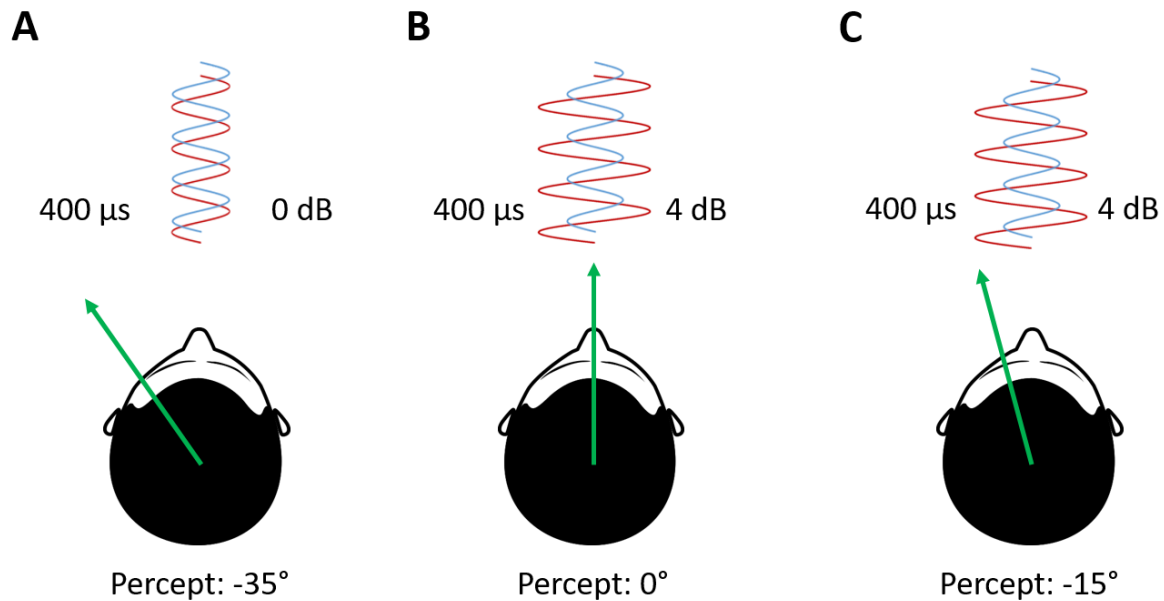 A
B
C
400 µs
0 dB
400 µs
4 dB
400 µs
4 dB
Percept: -35°
Percept: 0°
Percept: -15°